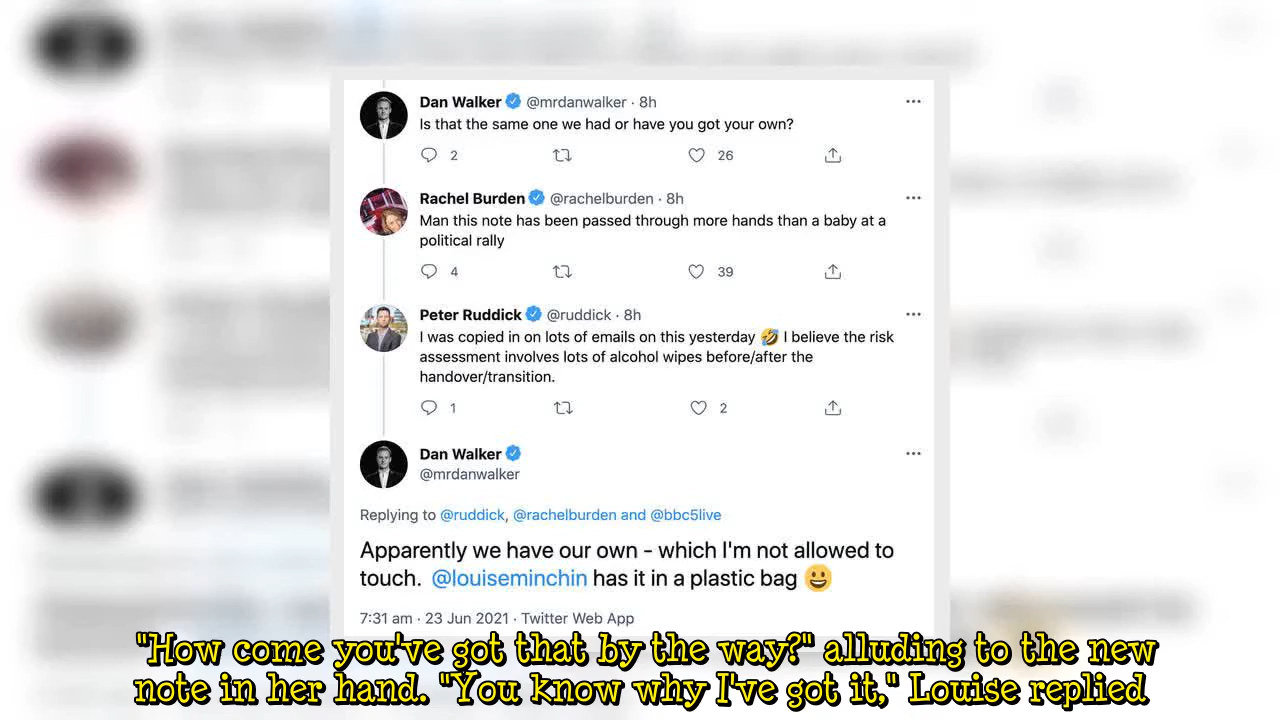 Dan Walker @mrdanwalker · 8h
Is that the same one we had or have you got your own?
2 26
Rachel Burden @rachelburden · 8h
Man this note has been passed through more hands than a baby at a
political rally
4 39
Peter Ruddick @ruddick · 8h
I was copied in on lots of emails on this yesterday 🤣 I believe the risk
assessment involves lots of alcohol wipes before/after the
handover/transition.
1 2
Dan Walker
@mrdanwalker
Replying to @ruddick, @rachelburden and @bbc5live
Apparently we have our own - which I'm not allowed to
touch. @louiseminchin has it in a plastic bag 😀
7:31 am · 23 Jun 2021 · Twitter Web App
"How come you've got that by the way?" alluding to the new
note in her hand. "You know why I've got it," Louise replied